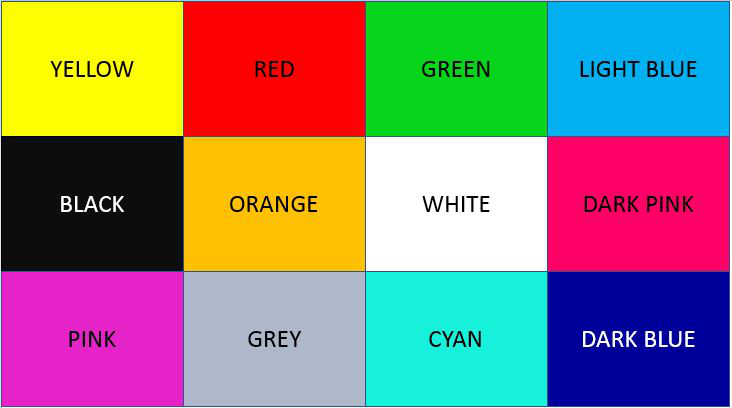 YELLOW RED GREEN LIGHT BLUE
BLACK ORANGE WHITE DARK PINK
PINK GREY CYAN DARK BLUE